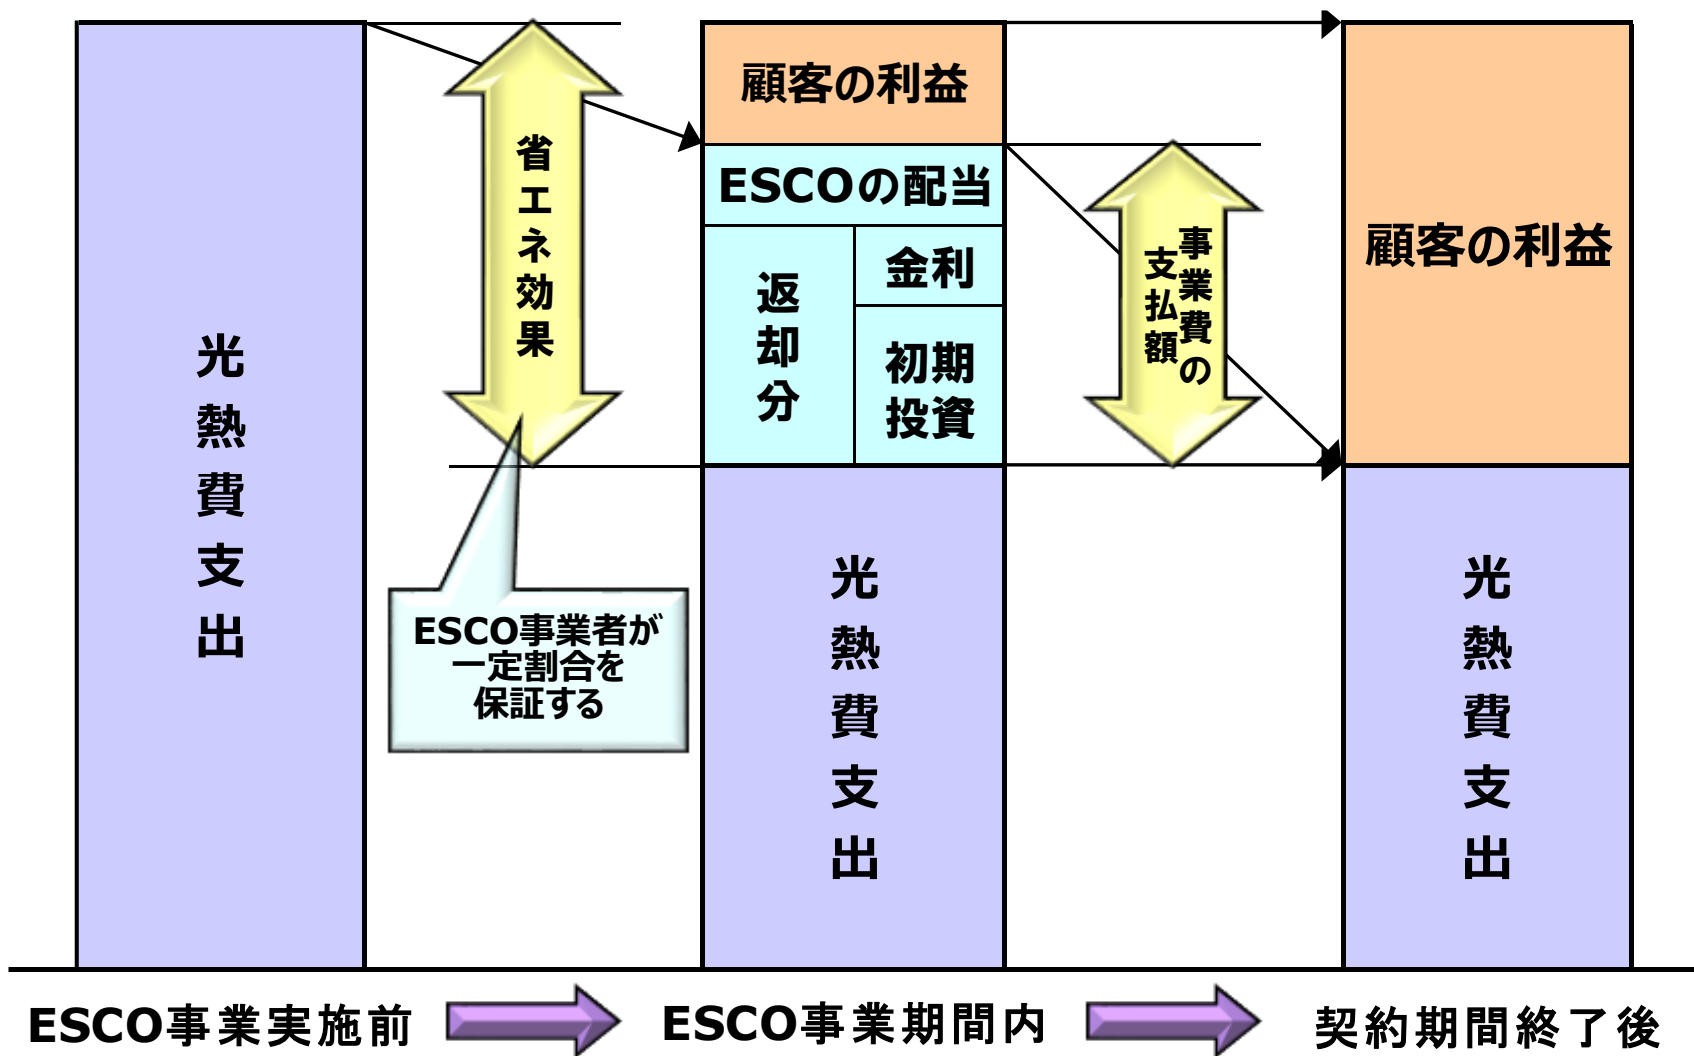 光熱費支出
省エネ効果
ESCO事業者が
一定割合を
保証する
顧客の利益
ESCOの配当
返却分
金利
初期
投資
光熱費支出
事業費の
支払額
顧客の利益
光熱費支出
ESCO事業実施前
ESCO事業期間内
契約期間終了後